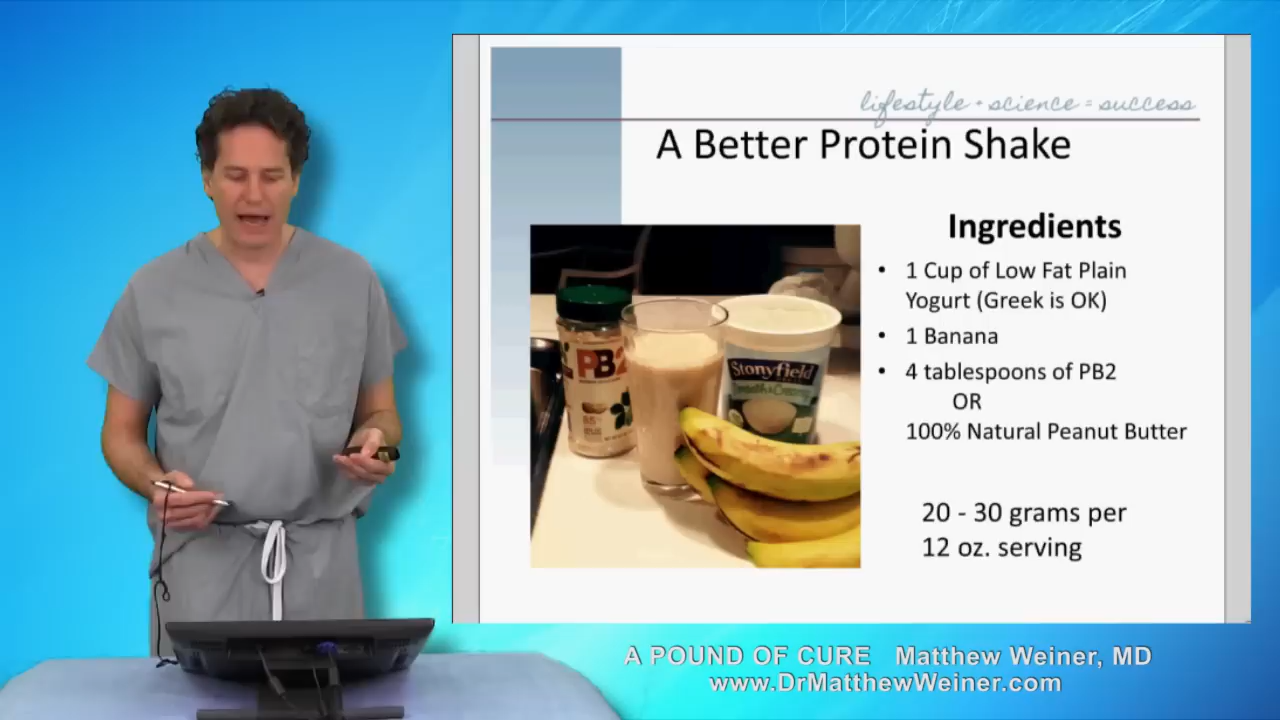 lifestyle + science = success
A Better Protein Shake
Ingredients
• 1 Cup of Low Fat Plain
Yogurt (Greek is OK)
• 1 Banana
• 4 tablespoons of PB2
OR
100% Natural Peanut Butter
20 - 30 grams per
12 oz. serving
PB2
Stonyfield
Smooth & Creamy
A POUND OF CURE Matthew Weiner, MD
www.DrMatthewWeiner.com